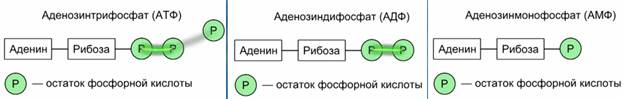 Аденозинтрифосфат (АТФ)
Аденин Рибоза P P P
P — остаток фосфорной кислоты
Аденозиндифосфат (АДФ)
Аденин Рибоза P P
P — остаток фосфорной кислоты
Аденозинмонофосфат (АМФ)
Аденин Рибоза P
P — остаток фосфорной кислоты